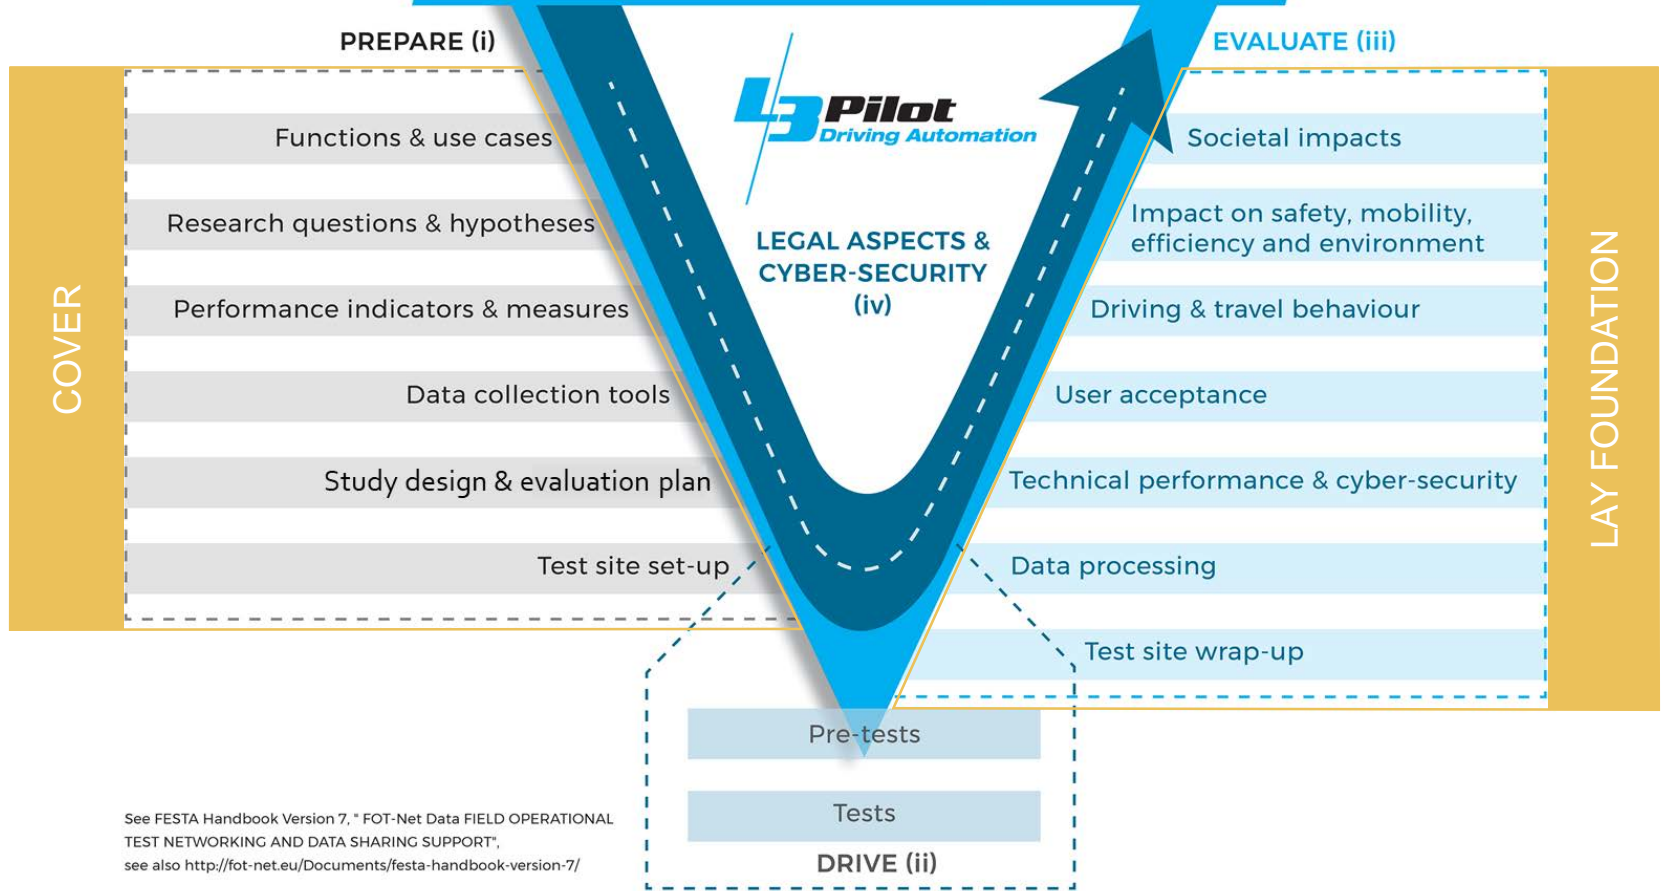 PREPARE (i)
Functions & use cases
Research questions & hypotheses
Performance indicators & measures
Data collection tools
Study design & evaluation plan
Test site set-up
COVER
L3 Pilot
Driving Automation
LEGAL ASPECTS &
CYBER-SECURITY
(iv)
EVALUATE (iii)
Societal impacts
Impact on safety, mobility,
efficiency and environment
Driving & travel behaviour
User acceptance
Technical performance & cyber-security
Data processing
Test site wrap-up
LAY FOUNDATION
Pre-tests
Tests
DRIVE (ii)
See FESTA Handbook Version 7, " FOT-Net Data FIELD OPERATIONAL
TEST NETWORKING AND DATA SHARING SUPPORT",
see also http://fot-net.eu/Documents/festa-handbook-version-7/